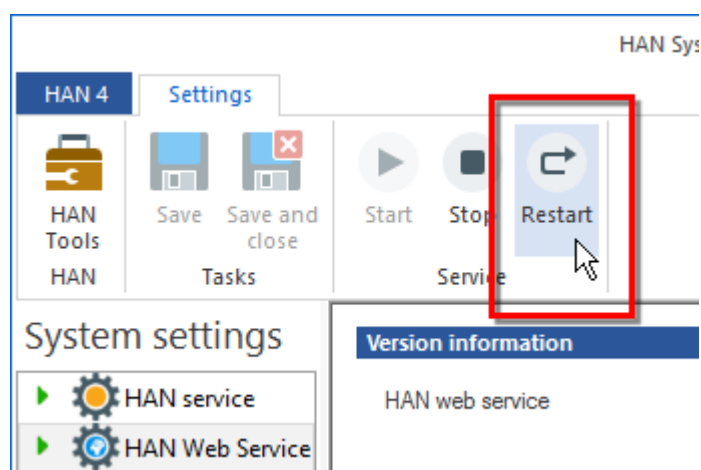 HAN Sys
HAN 4 Settings
HAN Tools Save Save and close Start Stop Restart
HAN Tasks Service
System settings
Version information
HAN service
HAN web service
HAN Web Service